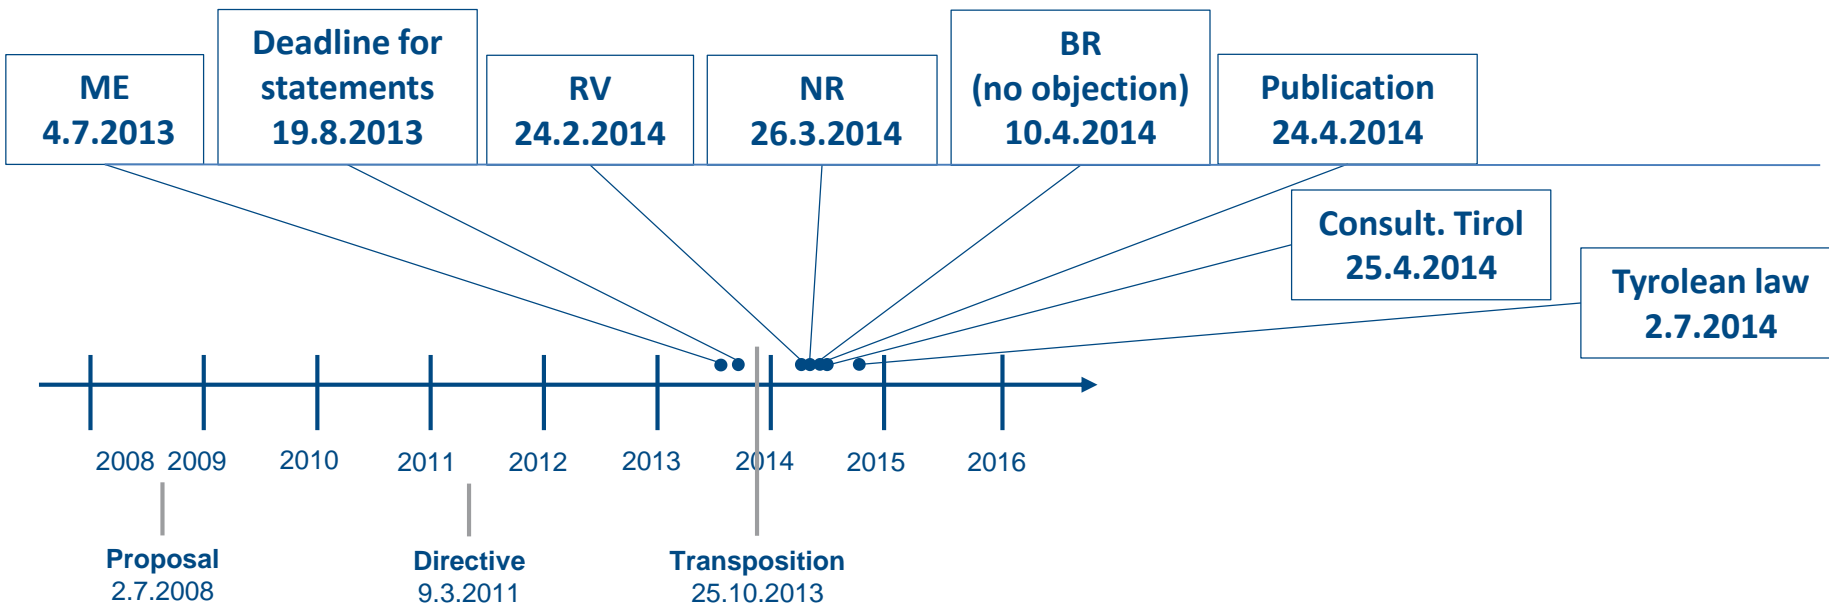 ME
4.7.2013
Deadline for
statements
19.8.2013
RV
24.2.2014
NR
26.3.2014
BR
(no objection)
10.4.2014
Publication
24.4.2014
Consult. Tirol
25.4.2014
Tyrolean law
2.7.2014
2008 2009 2010 2011 2012 2013 2014 2015 2016
Proposal
2.7.2008
Directive
9.3.2011
Transposition
25.10.2013